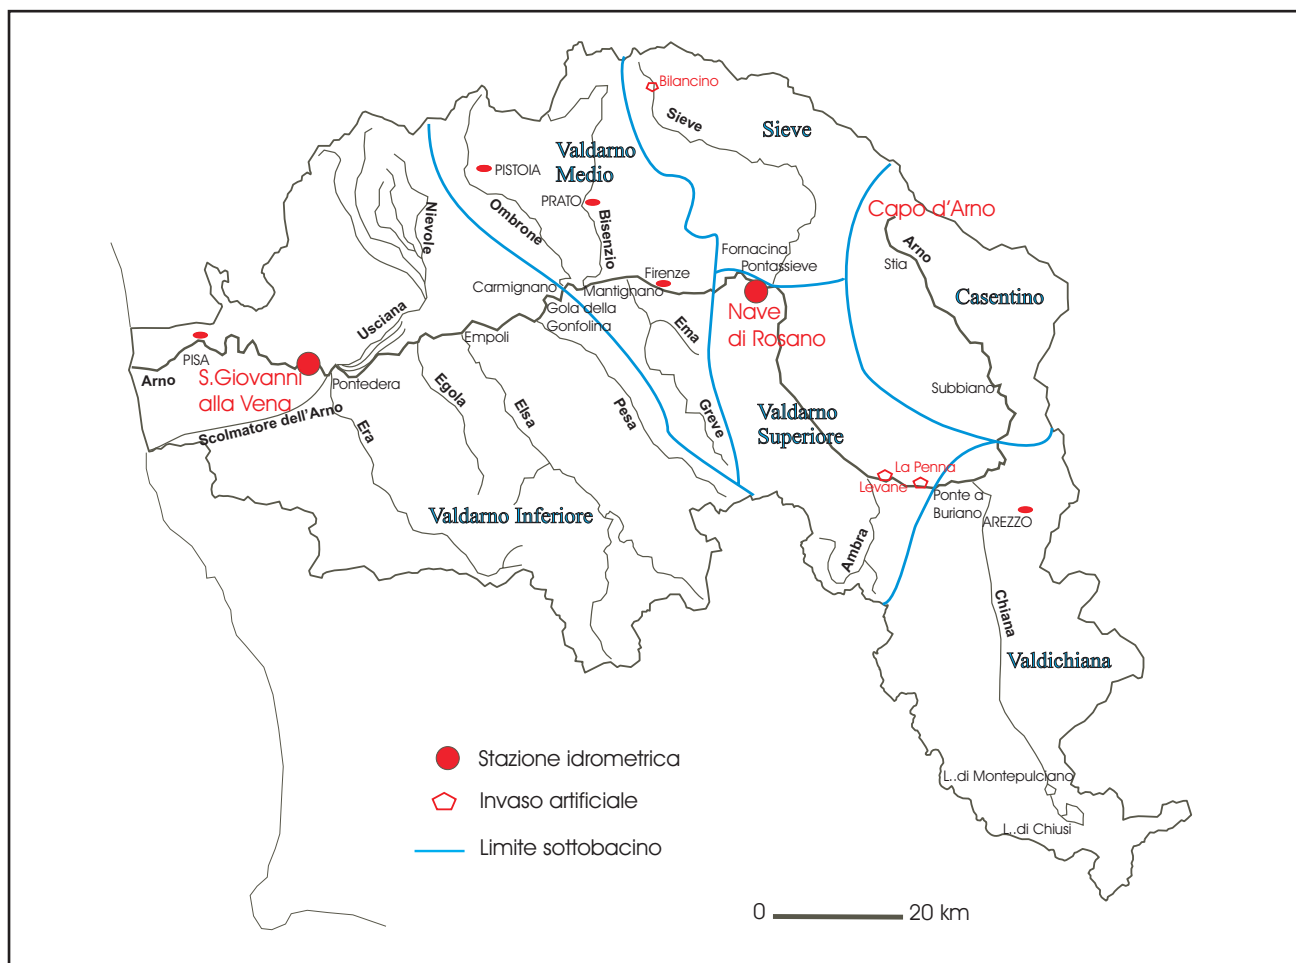 Bilancino
Sieve
Sieve
Valdarno
Medio
PISTOIA
PRATO
Ombrone
Bisenzio
Nievole
Capo d'Arno
Arno
Stia
Casentino
Fornacina
Pontassieve
Firenze
Carmignano
Mantignano
Gola della
Gonfolina
Nave
di Rosano
Ema
Usciana
Empoli
PISA
Arno
S.Giovanni
alla Vena
Pontedera
Scolmatore dell'Arno
Era
Egola
Elsa
Pesa
Greve
Subbiano
Valdarno
Superiore
La Penna
Levane
Ponte a
Buriano
AREZZO
Valdarno Inferiore
Ambra
Chiana
Valdichiana
L..di Montepulciano
L..di Chiusi
Stazione idrometrica
Invaso artificiale
Limite sottobacino
0 20 km